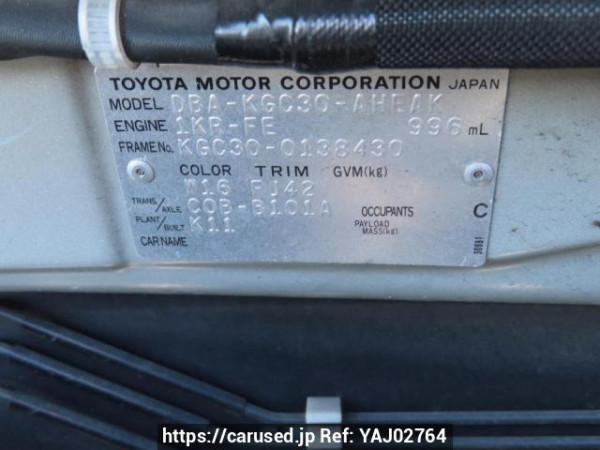 TOYOTA MOTOR CORPORATION JAPAN
MODEL DBA-KGC30-AHEAK
ENGINE 1KR-FE 996 mL
FRAME No. KGC30-0138430
COLOR TRIM GVM(kg)
W16 FJ42
TRANS/AXLE COB-B101A OCCUPANTS C
PLANT/BUILT K11 PAYLOAD MASS(kg)
CAR NAME
https://carused.jp Ref: YAJ02764